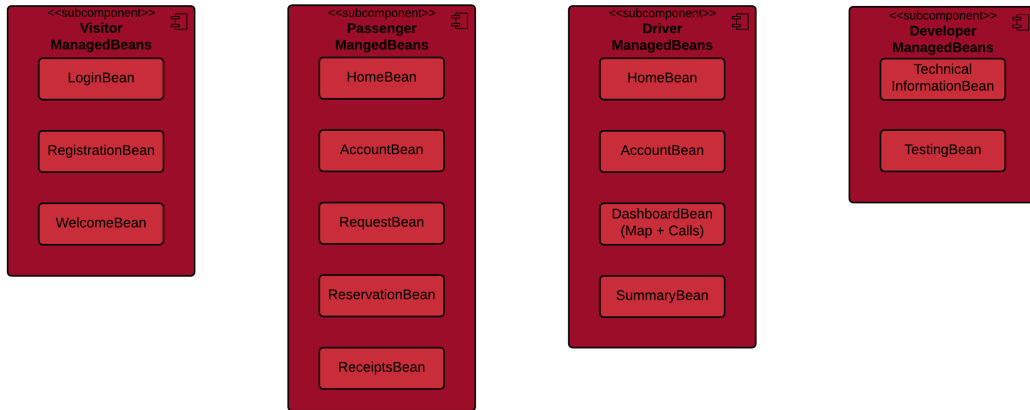 <<subcomponent>>
Visitor
ManagedBeans
LoginBean
RegistrationBean
WelcomeBean
<<subcomponent>>
Passenger
MangedBeans
HomeBean
AccountBean
RequestBean
ReservationBean
ReceiptsBean
<<subcomponent>>
Driver
ManagedBeans
HomeBean
AccountBean
DashboardBean
(Map + Calls)
SummaryBean
<<subcomponent>>
Developer
ManagedBeans
Technical
InformationBean
TestingBean